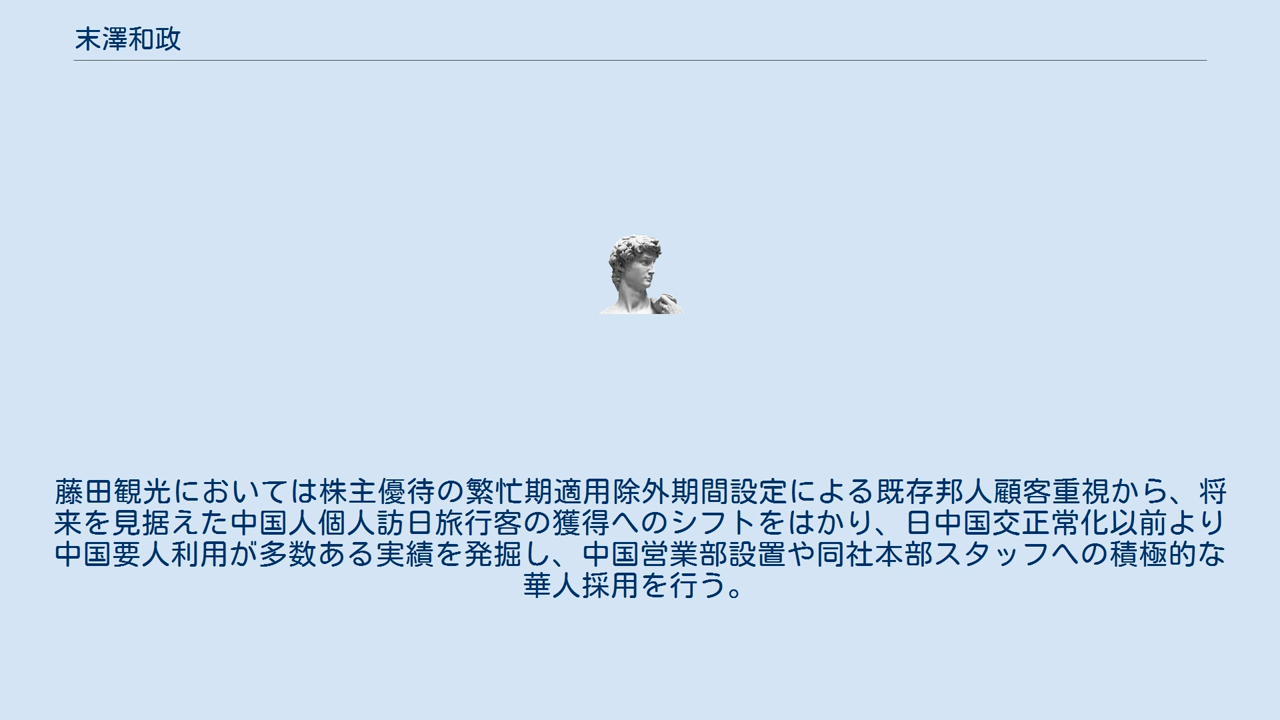 末澤和政
藤田観光においては株主優待の繁忙期適用除外期間設定による既存邦人顧客重視から、将
来を見据えた中国人個人訪日旅行客の獲得へのシフトをはかり、日中国交正常化以前より
中国要人利用が多数ある実績を発掘し、中国営業部設置や同社本部スタッフへの積極的な
華人採用を行う。